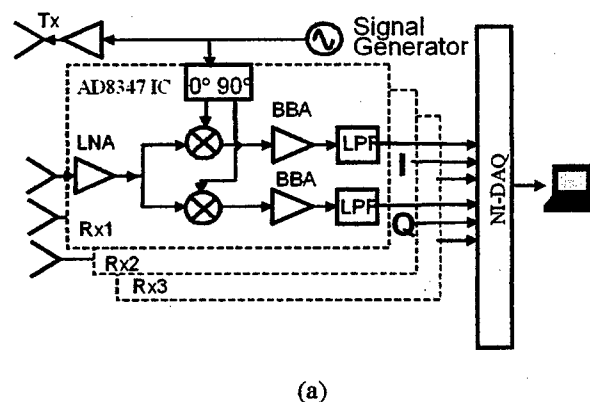 Tx
Signal
Generator
AD8347 IC
0° 90°
BBA
LNA
LPF
I
BBA
LPF
Q
Rx1
Rx2
Rx3
NI-DAQ
(a)